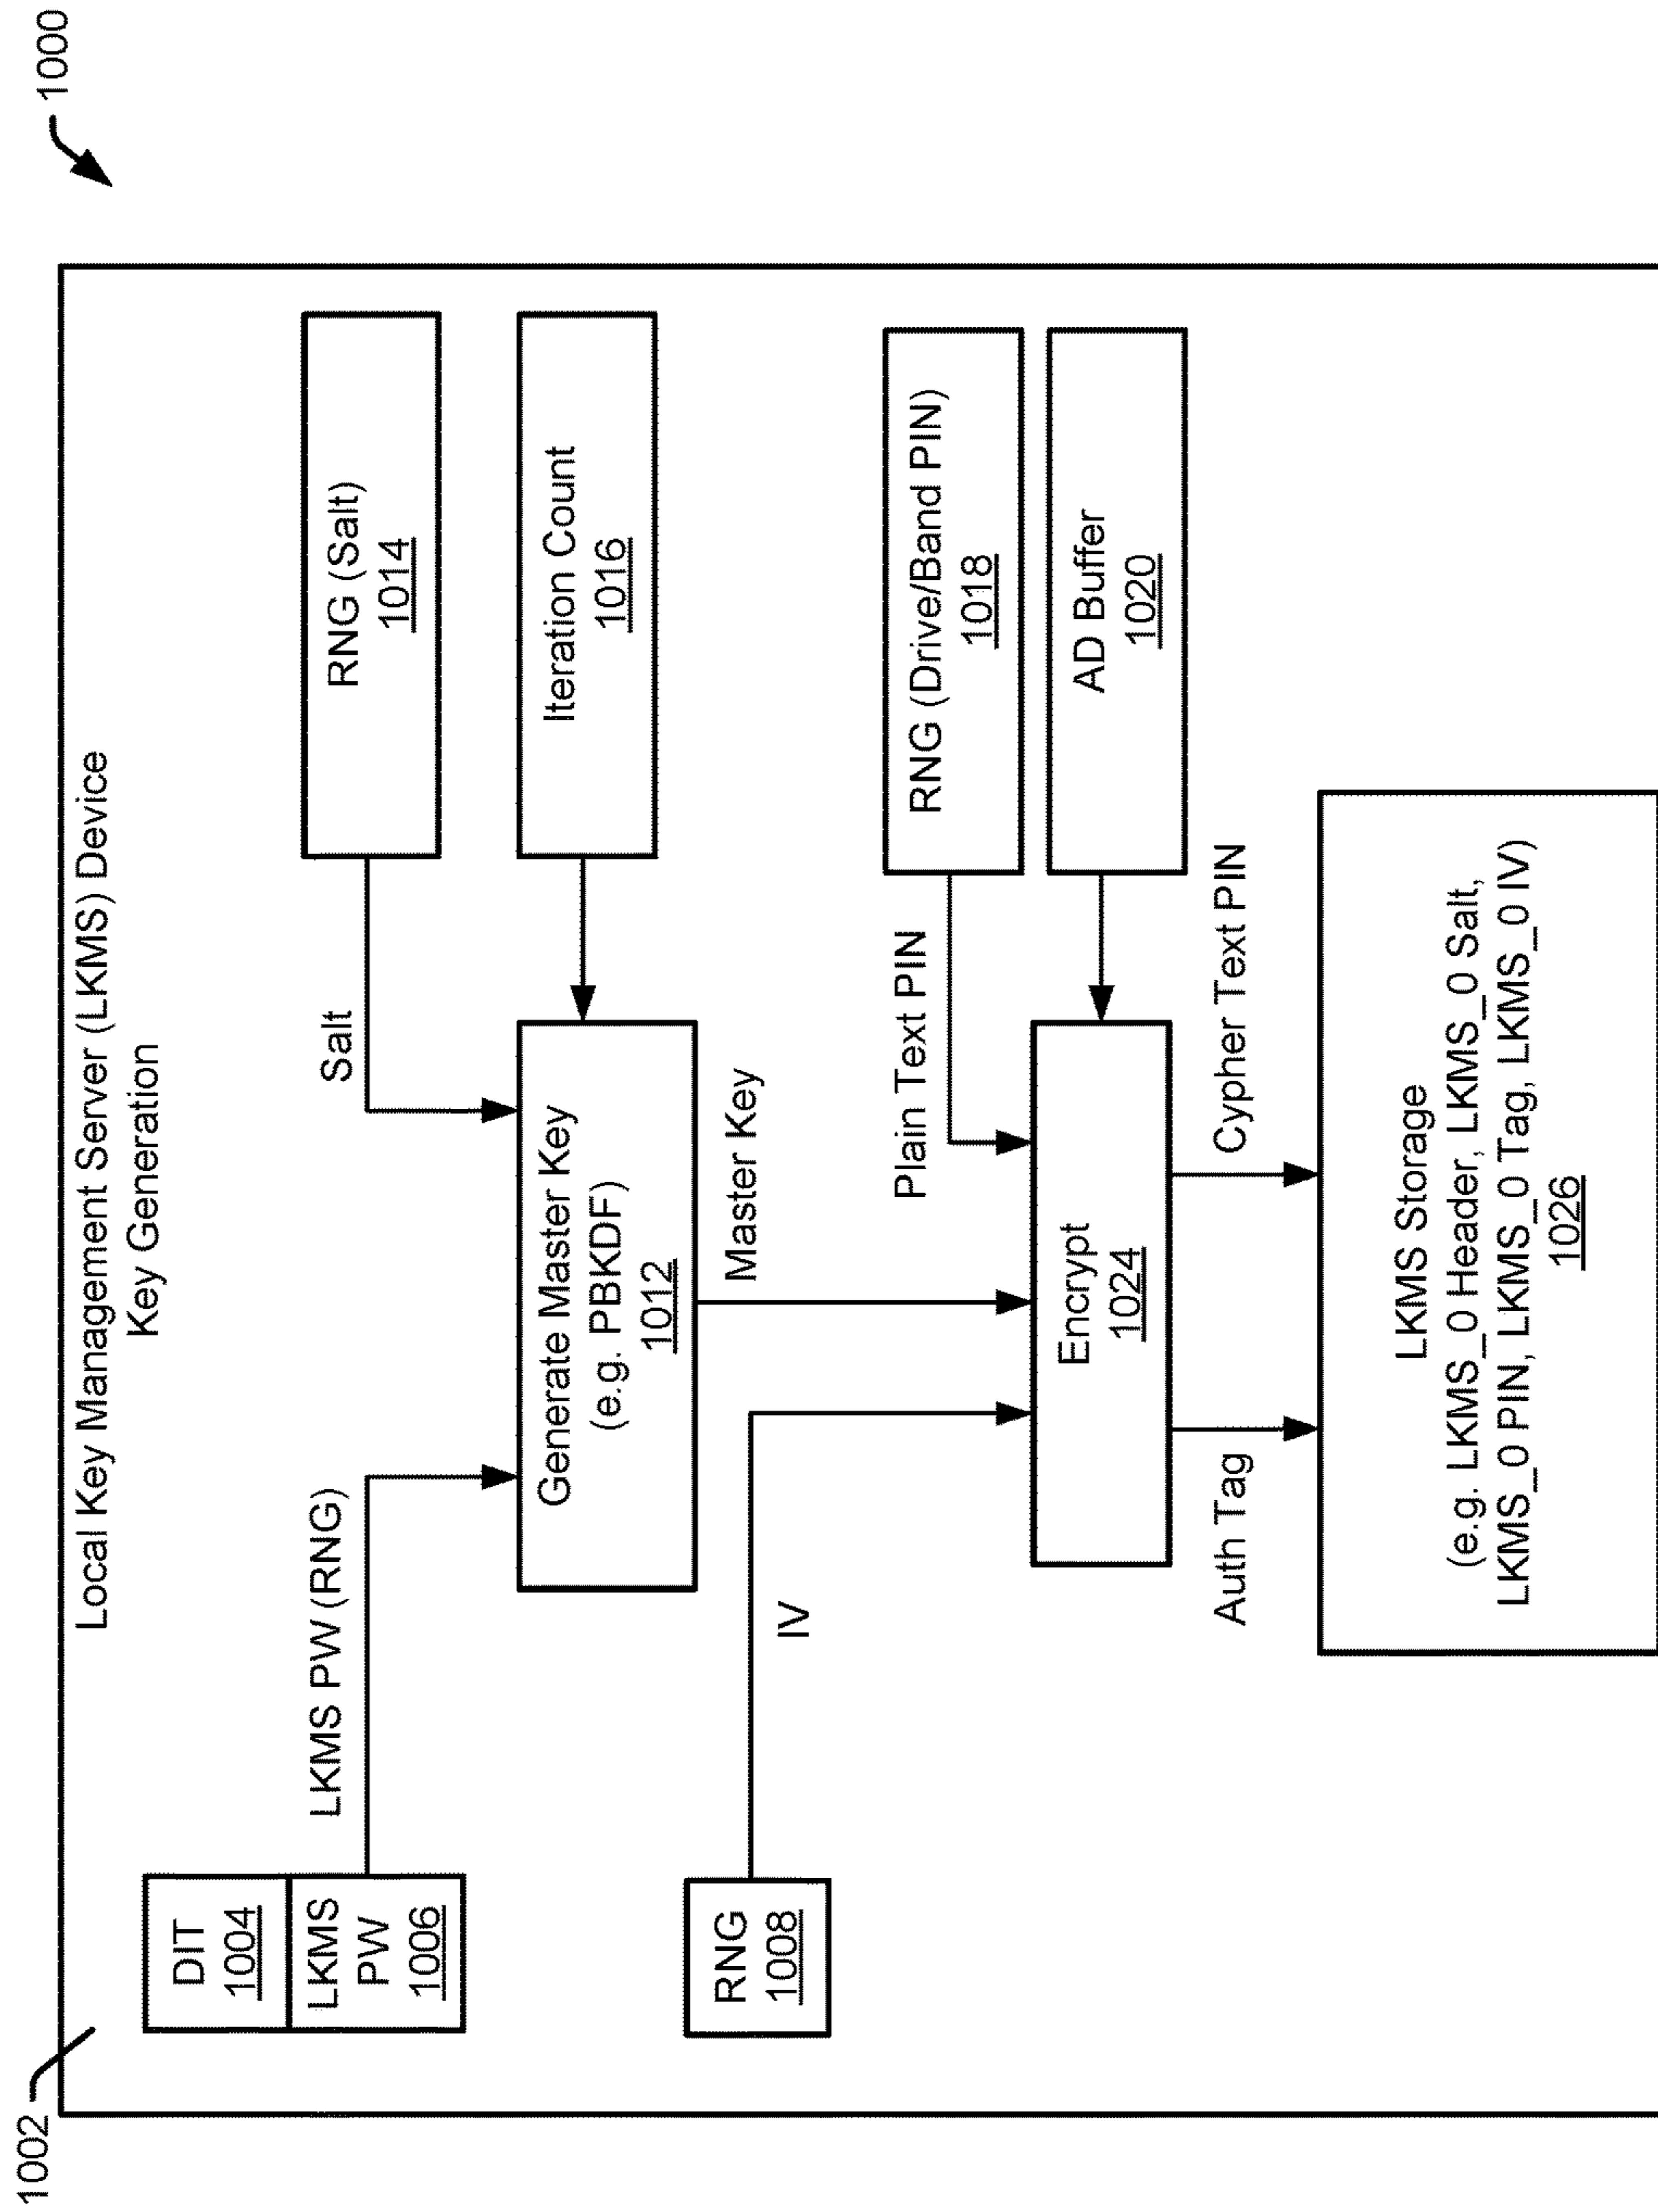 1000
1002
Local Key Management Server (LKMS) Device
Key Generation
DIT
1004
LKMS
PW
1006
LKMS PW (RNG)
Salt
RNG (Salt)
1014
Generate Master Key
(e.g. PBKDF)
1012
Iteration Count
1016
RNG
1008
IV
Master Key
Plain Text PIN
RNG (Drive/Band PIN)
1018
Encrypt
1024
AD Buffer
1020
Auth Tag
Cypher Text PIN
LKMS Storage
(e.g. LKMS_0 Header, LKMS_0 Salt,
LKMS_0 PIN, LKMS_0 Tag, LKMS_0 IV)
1026